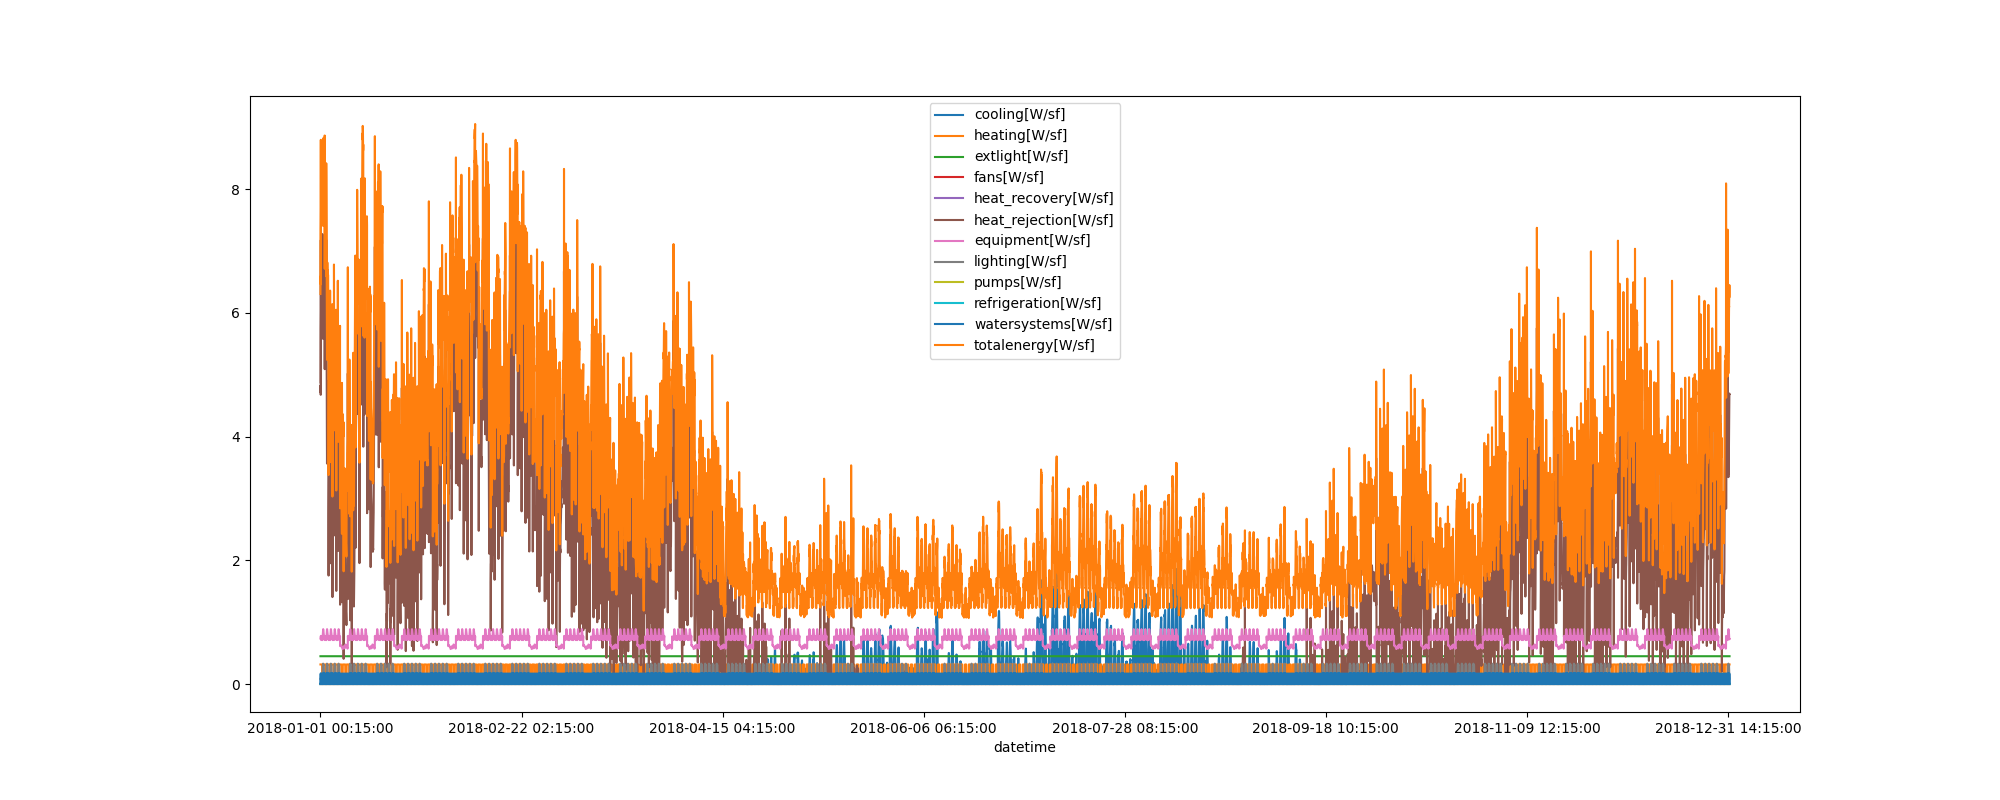 cooling[W/sf]
heating[W/sf]
extlight[W/sf]
fans[W/sf]
heat_recovery[W/sf]
heat_rejection[W/sf]
equipment[W/sf]
lighting[W/sf]
pumps[W/sf]
refrigeration[W/sf]
watersystems[W/sf]
totalenergy[W/sf]
8
6
4
2
0
2018-01-01 00:15:00 2018-02-22 02:15:00 2018-04-15 04:15:00 2018-06-06 06:15:00 2018-07-28 08:15:00 2018-09-18 10:15:00 2018-11-09 12:15:00 2018-12-31 14:15:00
datetime